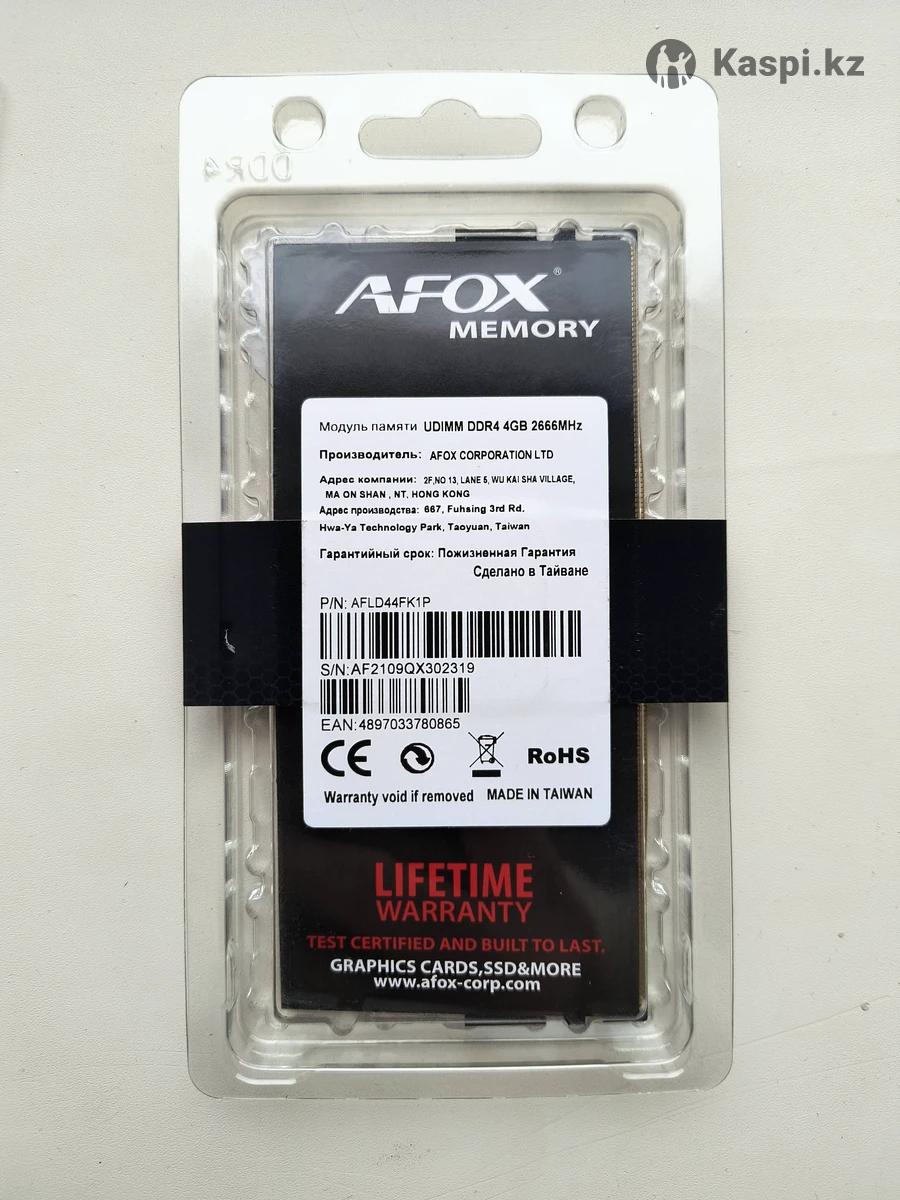 Kaspi.kz
DDR4
AFOX®
MEMORY
Модуль памяти UDIMM DDR4 4GB 2666MHz
Производитель: AFOX CORPORATION LTD
Адрес компании: 2F,NO 13, LANE 5, WU KAI SHA VILLAGE,
MA ON SHAN , NT, HONG KONG
Адрес производства: 667, Fuhsing 3rd Rd.
Hwa-Ya Technology Park, Taoyuan, Taiwan
Гарантийный срок: Пожизненная Гарантия
Сделано в Тайване
P/N: AFLD44FK1P
S/N:AF2109QX302319
EAN:4897033780865
CE RoHS
Warranty void if removed MADE IN TAIWAN
LIFETIME
WARRANTY
TEST CERTIFIED AND BUILT TO LAST.
GRAPHICS CARDS,SSD&MORE
www.afox-corp.com